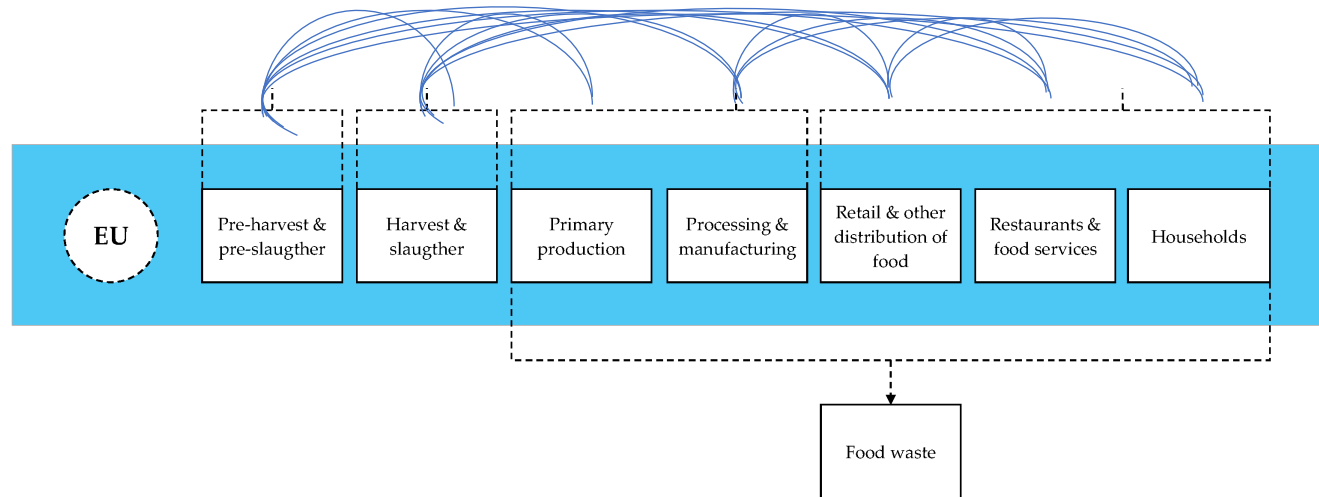 EU
Pre-harvest &
pre-slaugther
Harvest &
slaugther
Primary
production
Processing &
manufacturing
Retail & other
distribution of
food
Restaurants &
food services
Households
Food waste